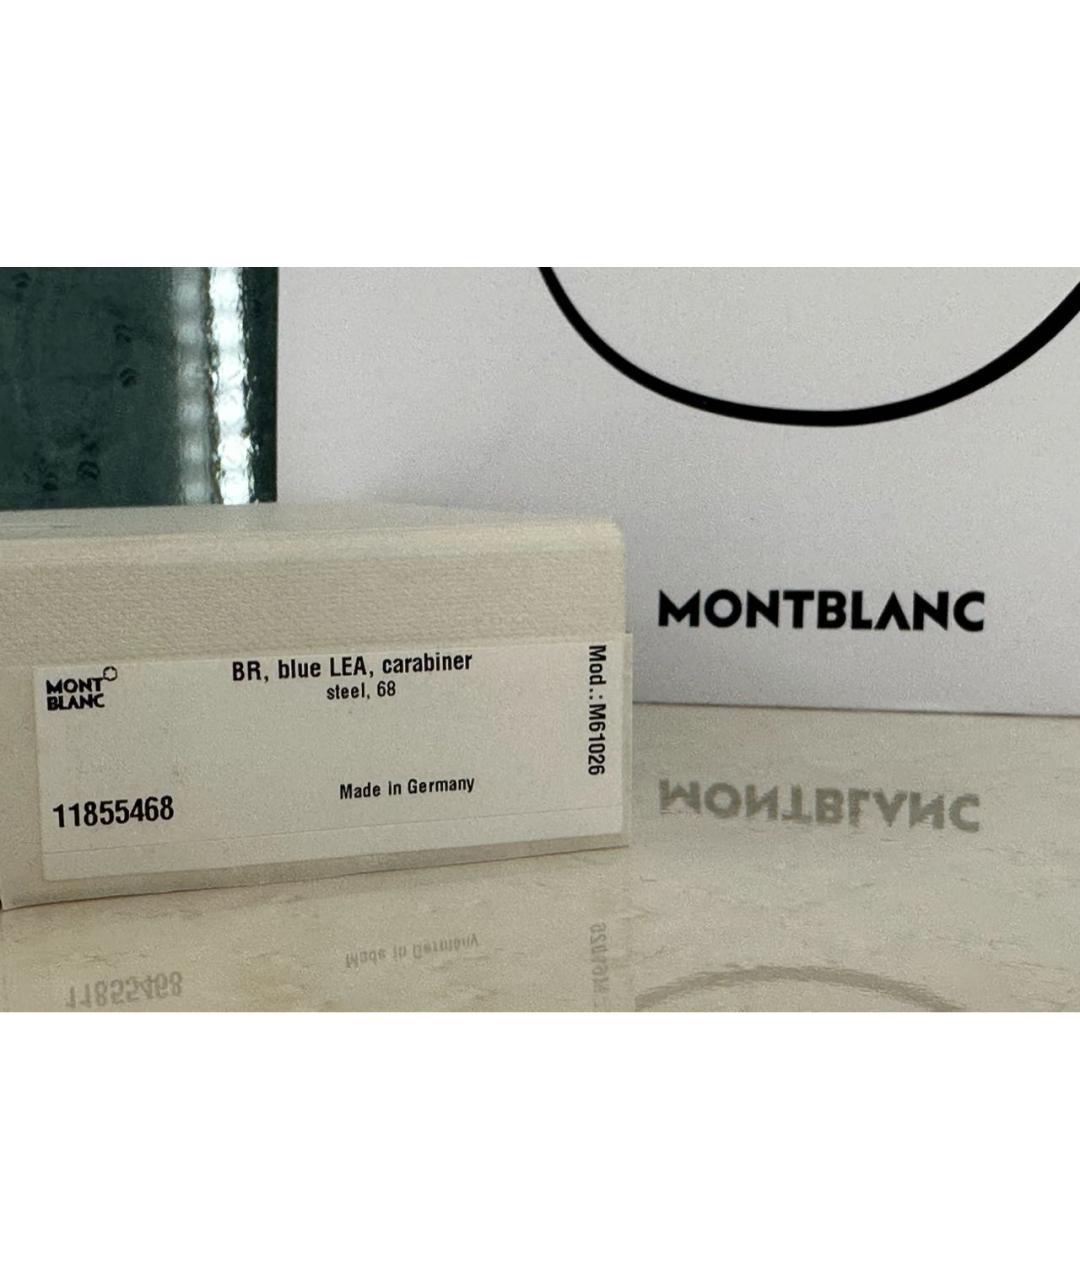 MONTBLANC
MONT
BLANC
BR, blue LEA, carabiner
steel, 68
Mod.: M61026
Made in Germany
11855468